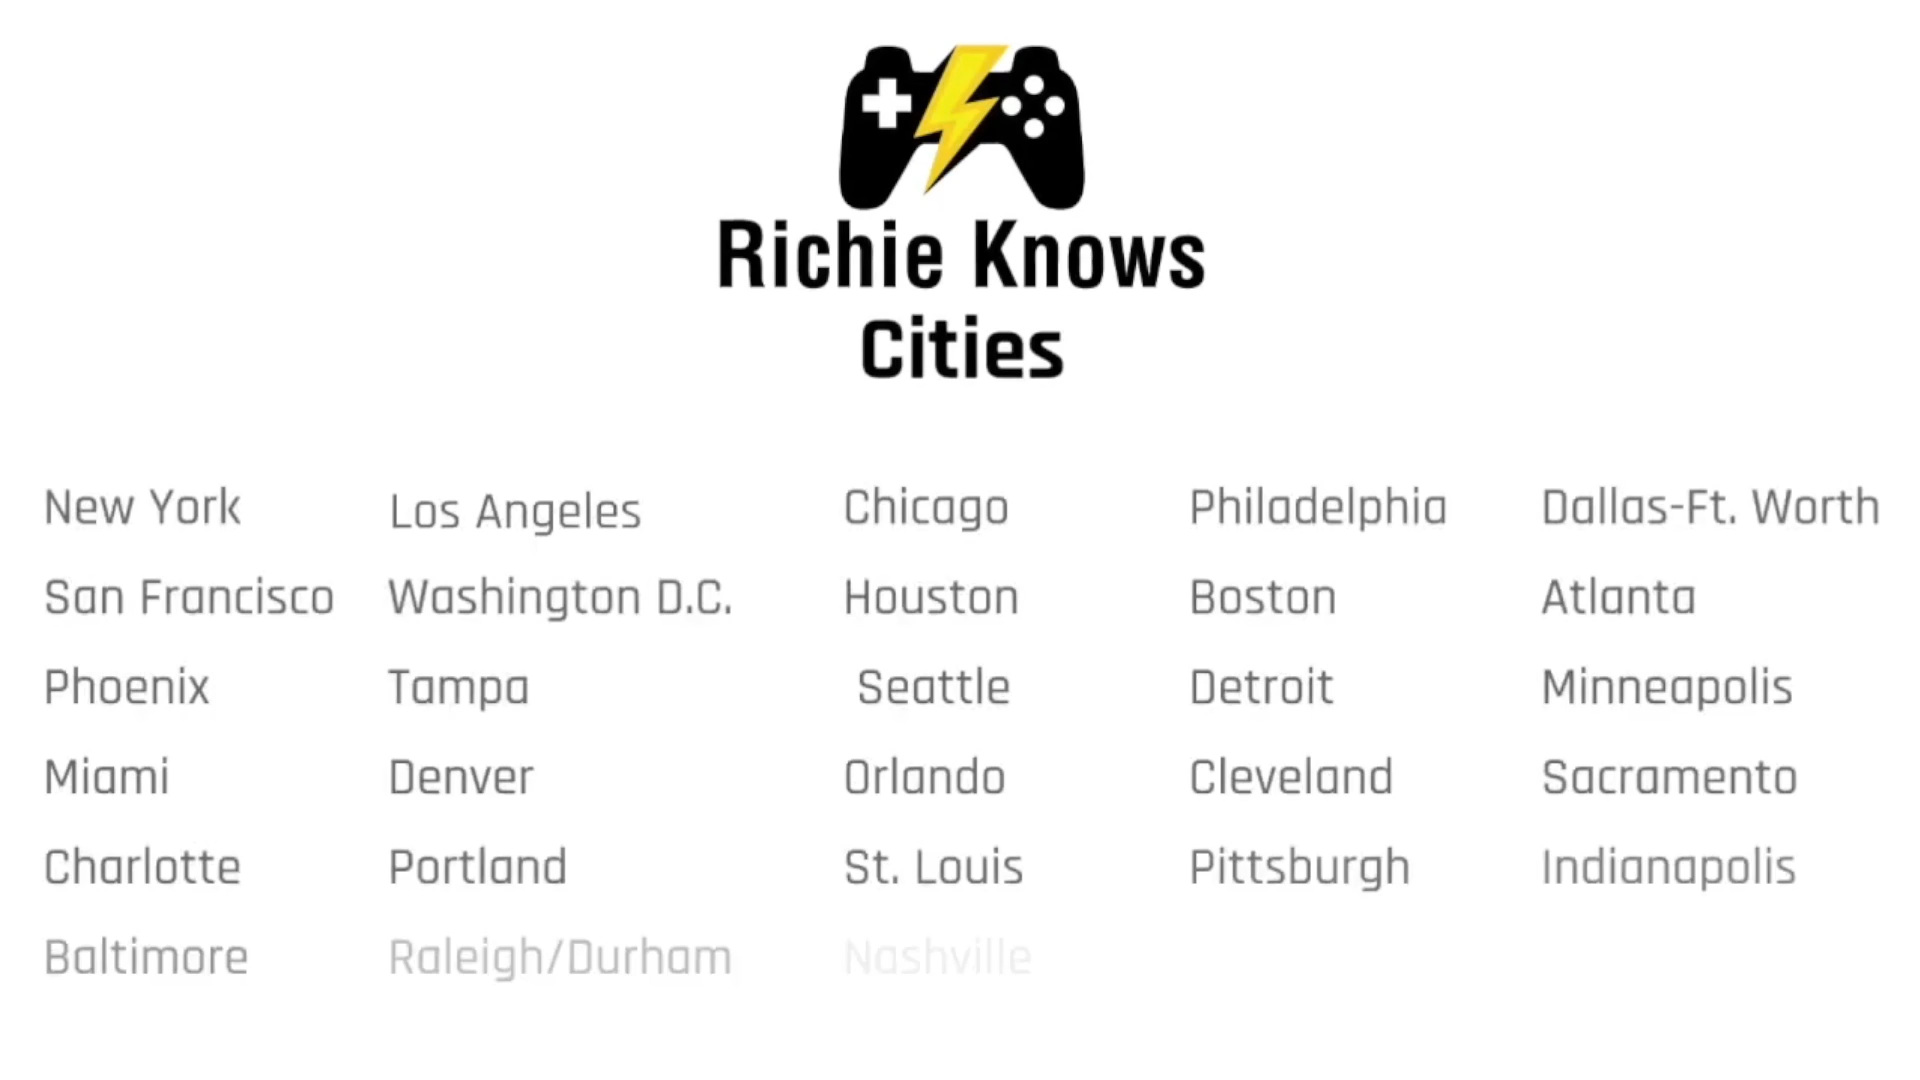 Richie Knows
Cities
New York Los Angeles Chicago Philadelphia Dallas-Ft. Worth
San Francisco Washington D.C. Houston Boston Atlanta
Phoenix Tampa Seattle Detroit Minneapolis
Miami Denver Orlando Cleveland Sacramento
Charlotte Portland St. Louis Pittsburgh Indianapolis
Baltimore Raleigh/Durham Nashville